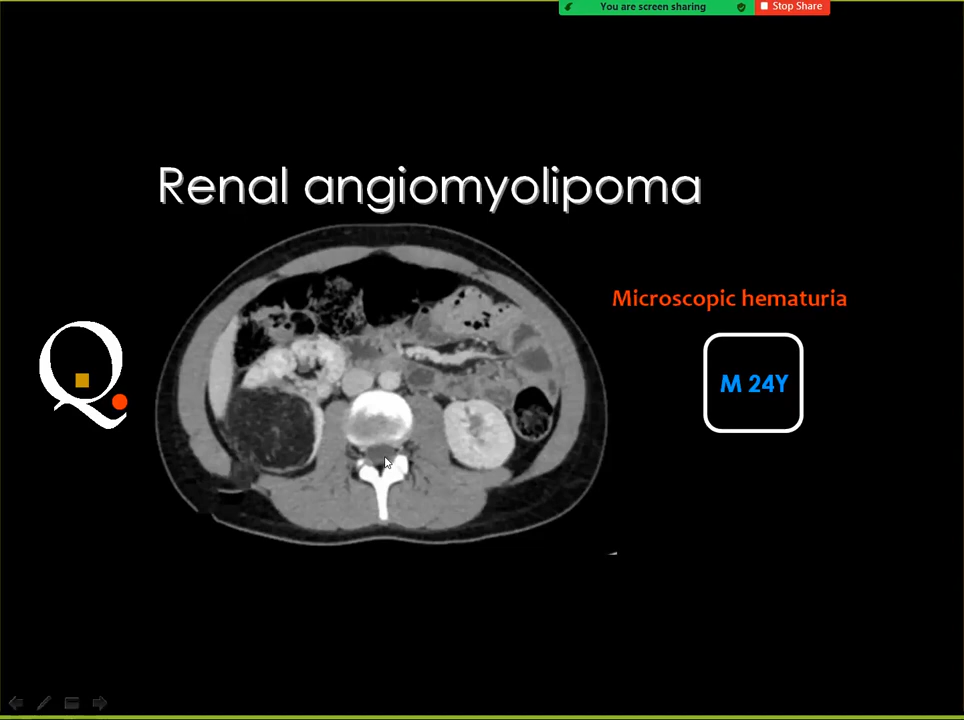 You are screen sharing
Stop Share
Renal angiomyolipoma
Microscopic hematuria
Q
M 24Y